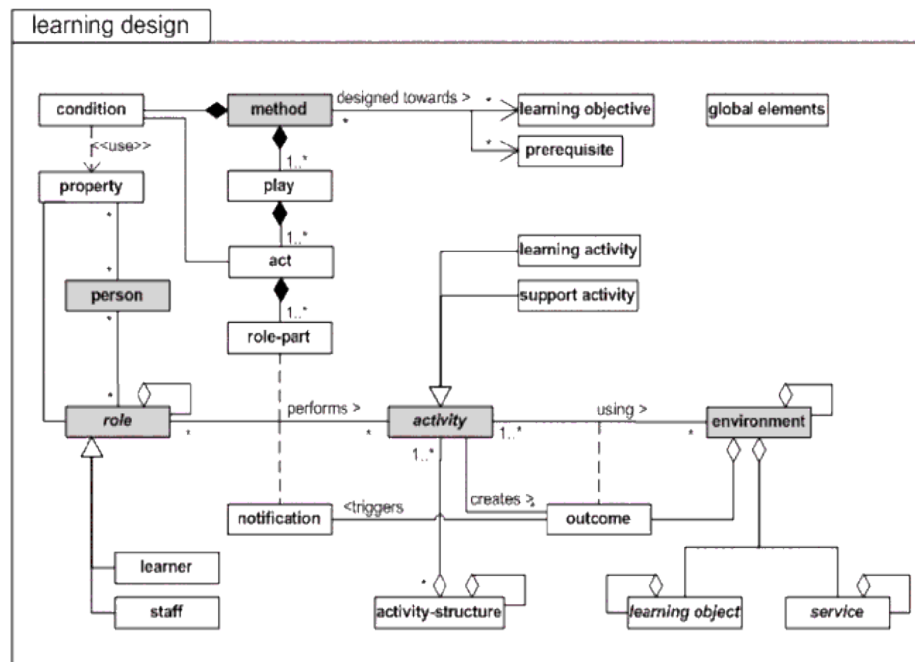 learning design
condition
method
designed towards >
*
*
learning objective
global elements
<<use>>
*
prerequisite
1..*
property
play
*
1..*
act
learning activity
*
person
support activity
*
1..*
role-part
*
performs >
using >
role
activity
environment
*
*
1..*
*
1..*
creates >
*
notification
<triggers
outcome
learner
*
staff
activity-structure
learning object
service